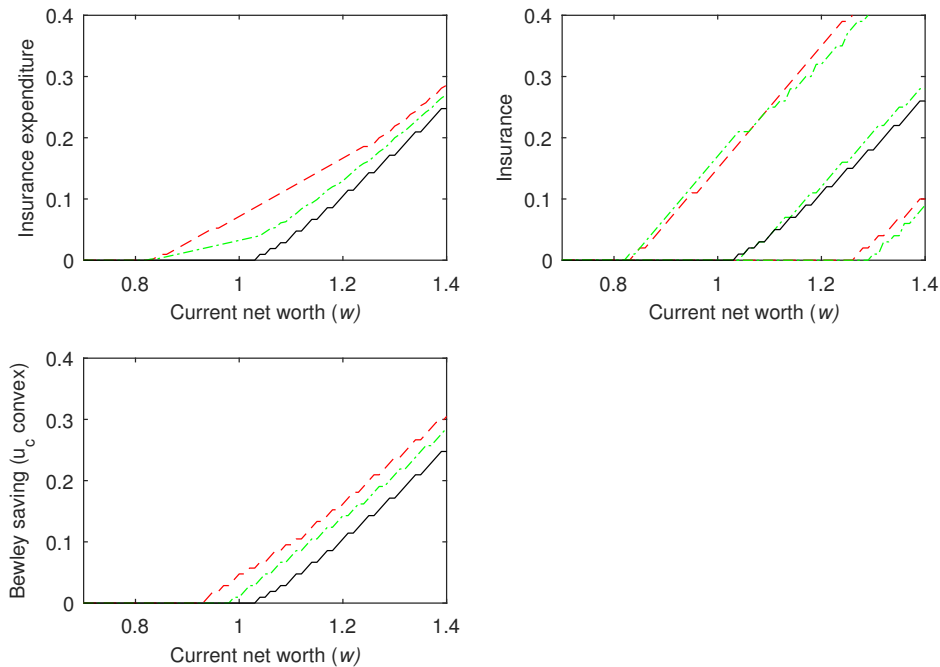 Insurance expenditure
0.4
0.3
0.2
0.1
0
0.8 1 1.2 1.4
Current net worth (w)
Insurance
0.4
0.3
0.2
0.1
0
0.8 1 1.2 1.4
Current net worth (w)
Bewley saving (u_c convex)
0.4
0.3
0.2
0.1
0
0.8 1 1.2 1.4
Current net worth (w)